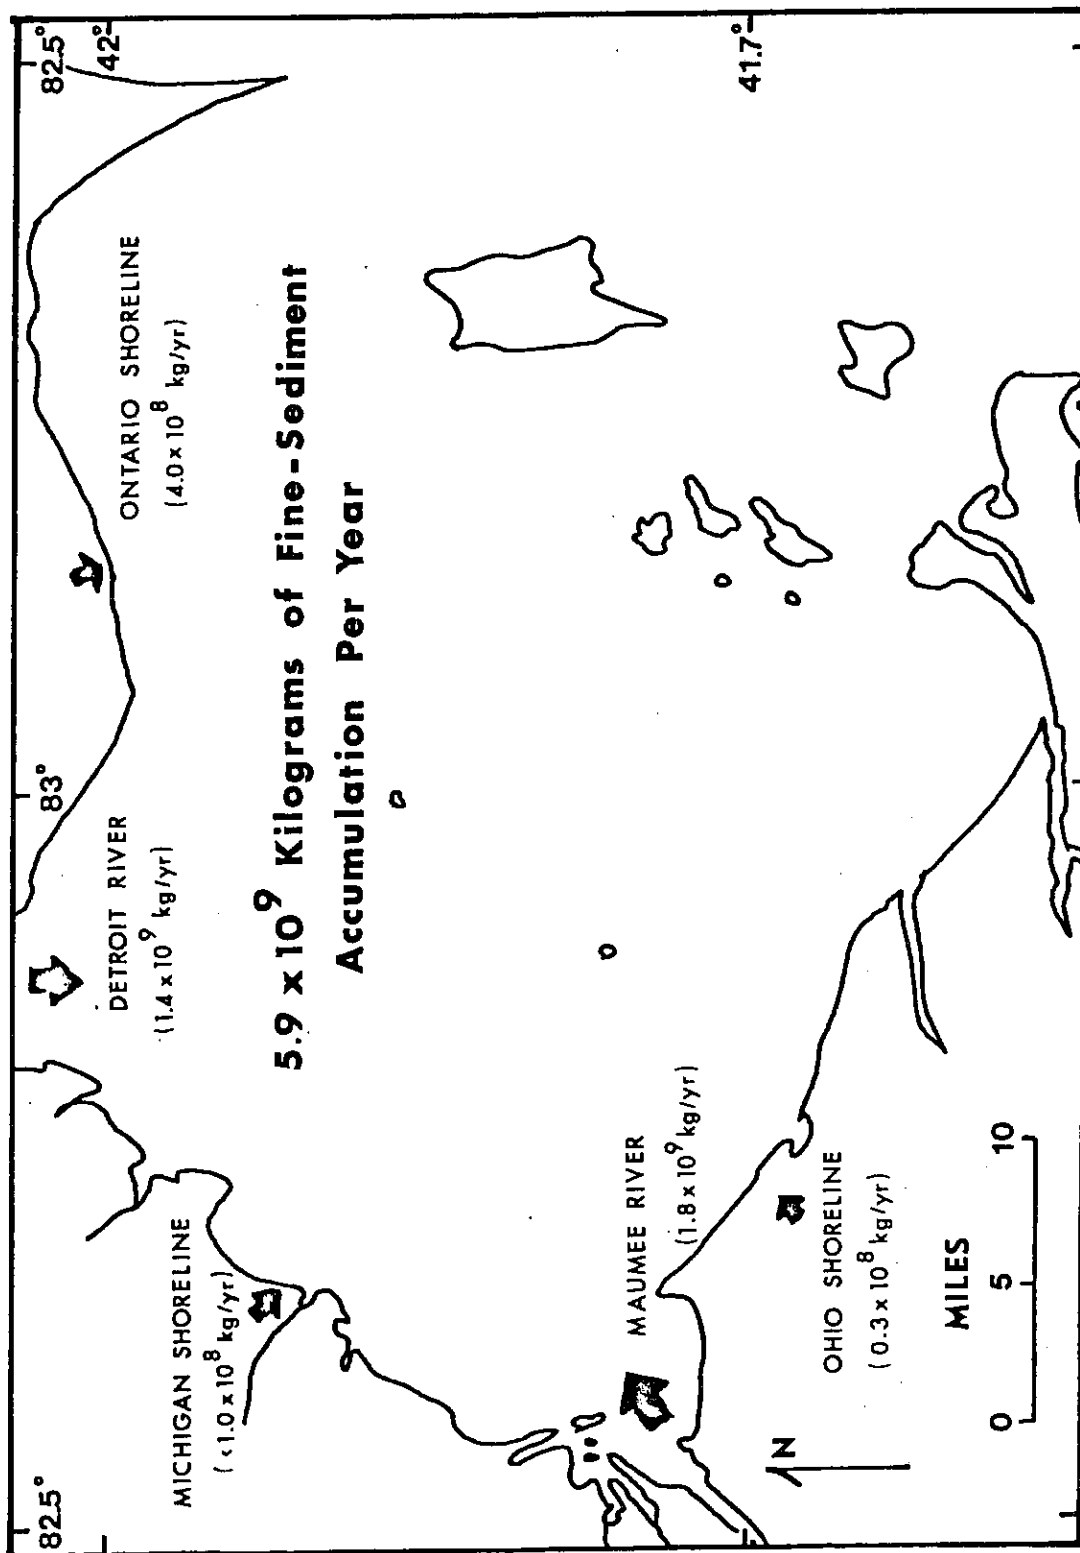 82.5°
83°
82.5°
42°
41.7°
DETROIT RIVER
(1.4 x 10⁹ kg/yr)
ONTARIO SHORELINE
(4.0 x 10⁸ kg/yr)
MICHIGAN SHORELINE
(<1.0 x 10⁸ kg/yr)
5.9 x 10⁹ Kilograms of Fine-Sediment
Accumulation Per Year
MAUMEE RIVER
(1.8 x 10⁹ kg/yr)
OHIO SHORELINE
(0.3 x 10⁸ kg/yr)
N
MILES
0 5 10